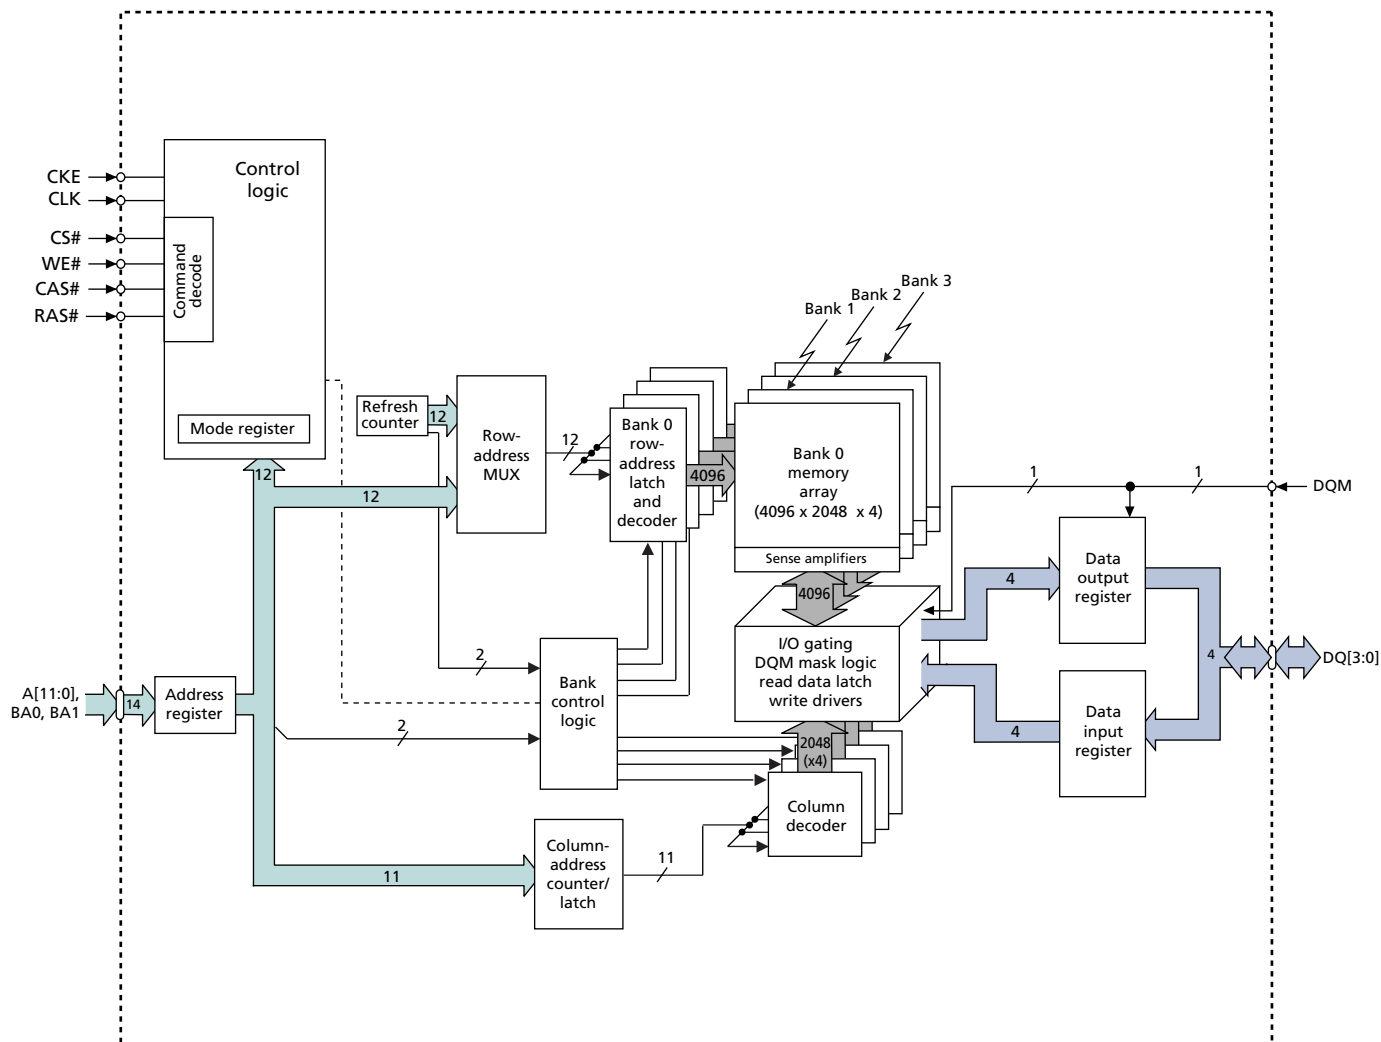 Control
logic
CKE
CLK
CS#
WE#
CAS#
RAS#
Command
decode
Mode register
Bank 3
Bank 2
Bank 1
Refresh
counter
12
Row-
address
MUX
12
Bank 0
row-
address
latch
and
decoder
4096
Bank 0
memory
array
(4096 x 2048 x 4)
Sense amplifiers
12
12
1
1
DQM
4096
Data
output
register
4
I/O gating
DQM mask logic
read data latch
write drivers
2
Bank
control
logic
4
DQ[3:0]
A[11:0],
BA0, BA1
14
Address
register
2
Data
input
register
4
2048
(x4)
Column
decoder
Column-
address
counter/
latch
11
11